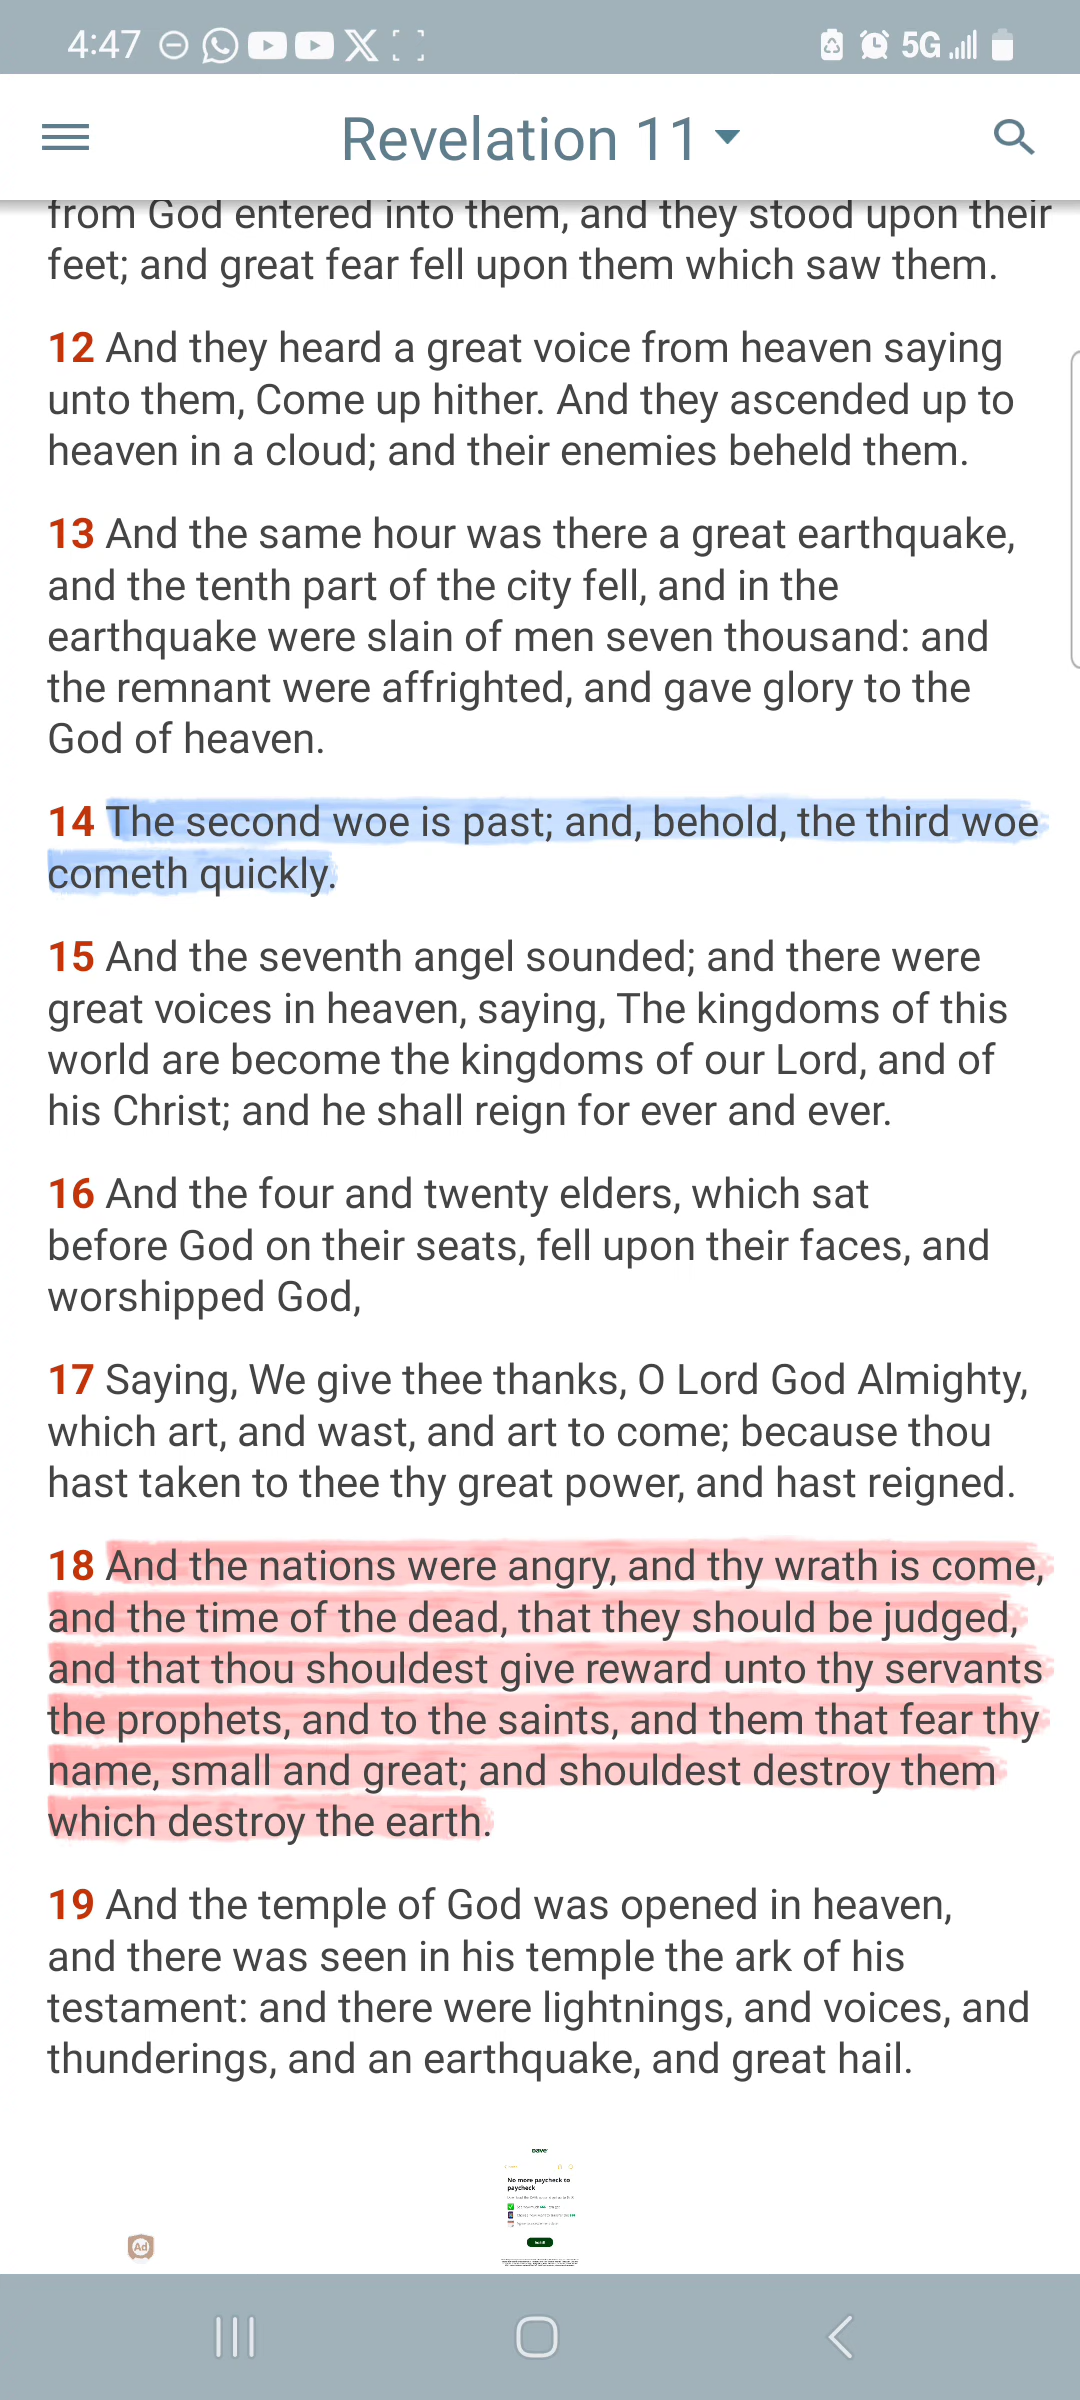 4:47
5G
Revelation 11
from God entered into them, and they stood upon their
feet; and great fear fell upon them which saw them.
12 And they heard a great voice from heaven saying
unto them, Come up hither. And they ascended up to
heaven in a cloud; and their enemies beheld them.
13 And the same hour was there a great earthquake,
and the tenth part of the city fell, and in the
earthquake were slain of men seven thousand: and
the remnant were affrighted, and gave glory to the
God of heaven.
14 The second woe is past; and, behold, the third woe
cometh quickly.
15 And the seventh angel sounded; and there were
great voices in heaven, saying, The kingdoms of this
world are become the kingdoms of our Lord, and of
his Christ; and he shall reign for ever and ever.
16 And the four and twenty elders, which sat
before God on their seats, fell upon their faces, and
worshipped God,
17 Saying, We give thee thanks, O Lord God Almighty,
which art, and wast, and art to come; because thou
hast taken to thee thy great power, and hast reigned.
18 And the nations were angry, and thy wrath is come,
and the time of the dead, that they should be judged,
and that thou shouldest give reward unto thy servants
the prophets, and to the saints, and them that fear thy
name, small and great; and shouldest destroy them
which destroy the earth.
19 And the temple of God was opened in heaven,
and there was seen in his temple the ark of his
testament: and there were lightnings, and voices, and
thunderings, and an earthquake, and great hail.
Dave
No more paycheck to
paycheck
Ad